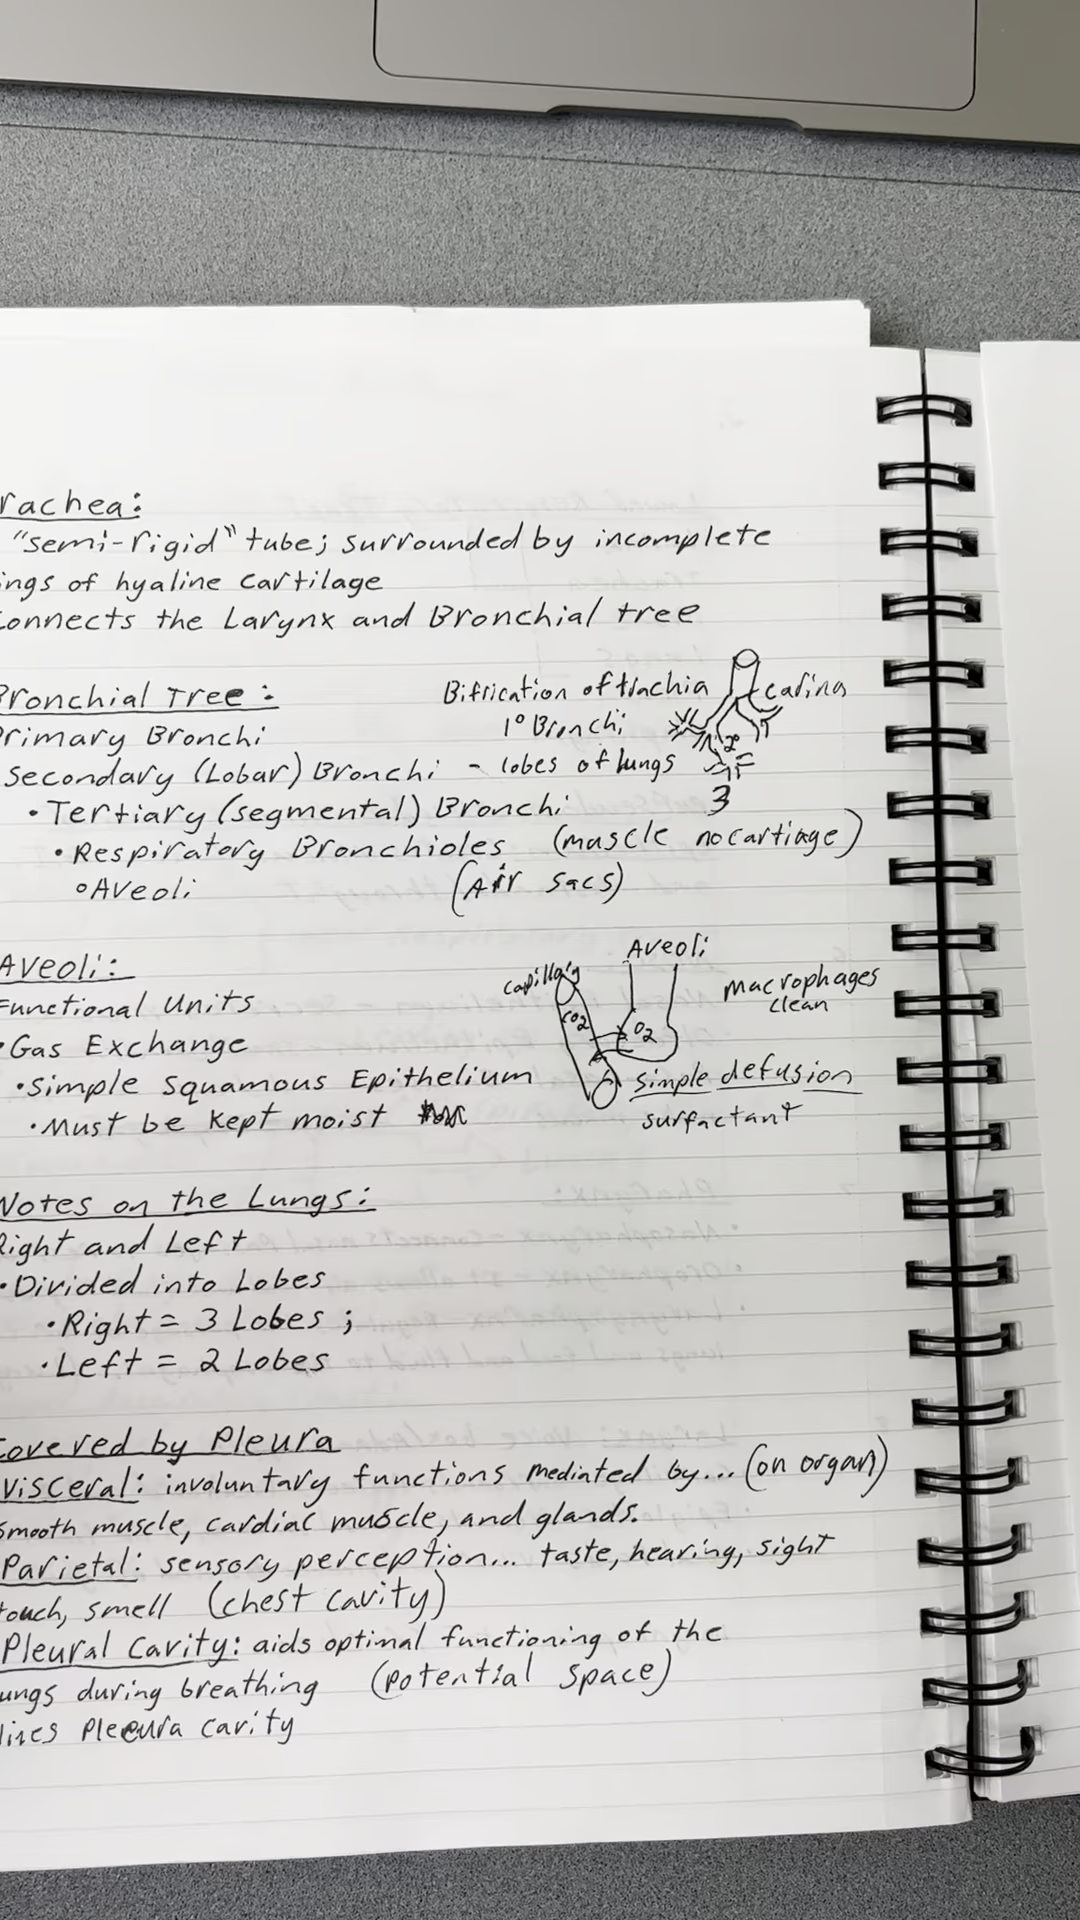 rachea:
"semi-rigid" tube; surrounded by incomplete
ings of hyaline cartilage
Connects the Larynx and Bronchial tree
Bronchial Tree:
Bifrication of trachia
carina
Primary Bronchi
1° Bronchi
2°
Secondary (Lobar) Bronchi - lobes of lungs
3
• Tertiary (segmental) Bronchi
• Respiratory Bronchioles (muscle no cartiage)
° Aveoli (Air sacs)
Aveoli:
Aveoli
capillary
macrophages
clean
Functional Units
CO2
O2
• Gas Exchange
• Simple Squamous Epithelium
simple defusion
• Must be kept moist
surfactant
Notes on the Lungs:
Right and Left
• Divided into Lobes
• Right = 3 Lobes ;
• Left = 2 Lobes
Covered by Pleura
Visceral: involuntary functions mediated by... (on organ)
smooth muscle, cardiac muscle, and glands.
Parietal: sensory perception... taste, hearing, sight
touch, smell (chest cavity)
Pleural Cavity: aids optimal functioning of the
ungs during breathing (potential space)
lines pleura cavity